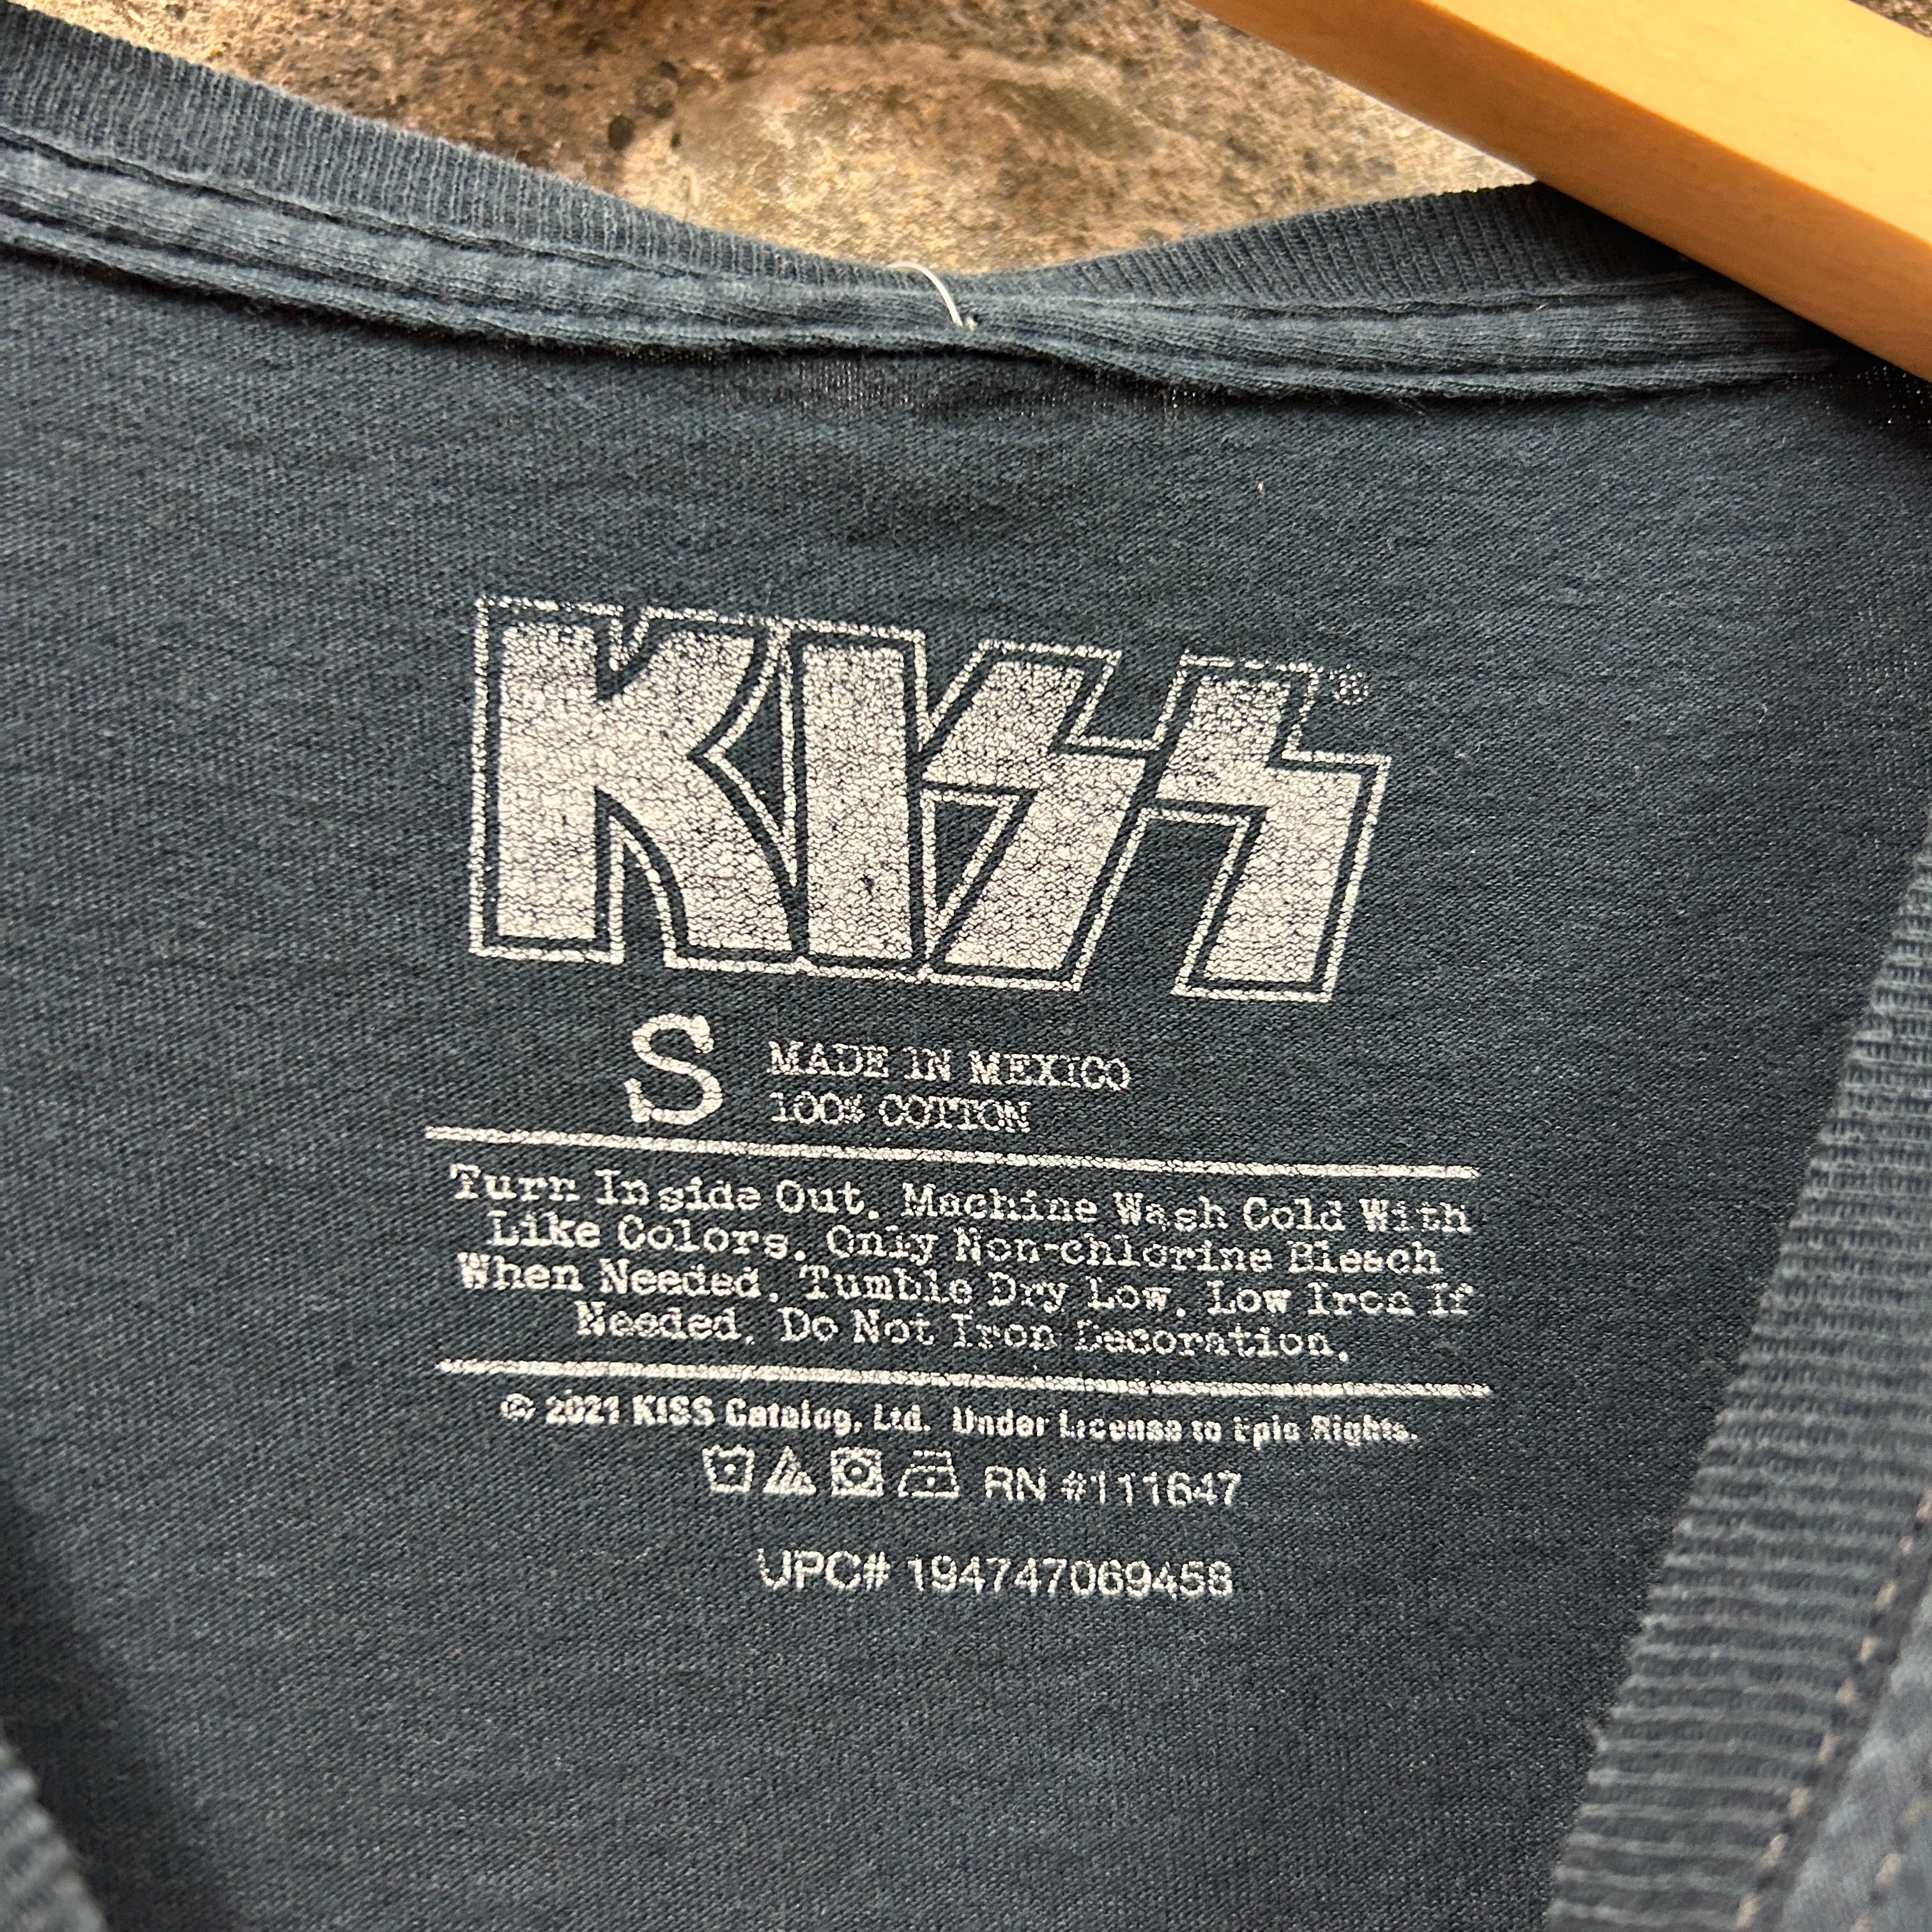 KISS®
S MADE IN MEXICO
100% COTTON
Turn Inside Out. Machine Wash Cold With
Like Colors. Only Non-chlorine Bleach
When Needed. Tumble Dry Low. Low Iron If
Needed. Do Not Iron Decoration.
© 2021 KISS Catalog, Ltd. Under License to Epic Rights.
RN #111647
UPC# 194747069458